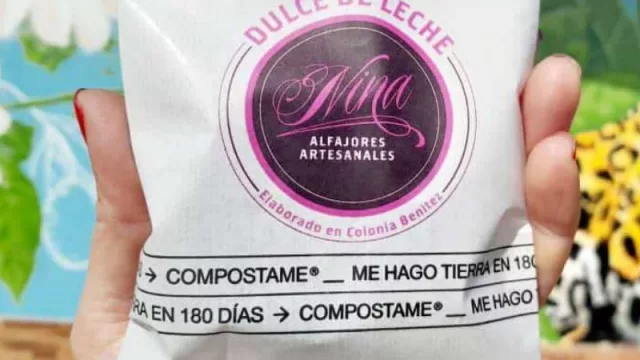 DULCE DE LECHE
Nina
ALFAJORES
ARTESANALES
Elaborado en Colonia Benitez
→ COMPOSTAME® __ ME HAGO TIERRA EN 180
RA EN 180 DÍAS → COMPOSTAME® __ ME HAGO